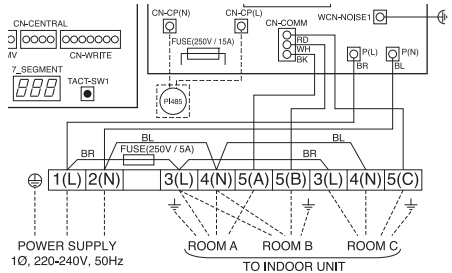 CN-CENTRAL
CN-CP(N)
CN-CP(L)
WCN-NOISE1
CN-COMM
MV
CN-WRITE
FUSE(250V / 15A)
RD
WH
BK
P(L)
P(N)
BR
BL
7_SEGMENT
TACT-SW1
PI485
BL
BL
BR
FUSE(250V / 5A)
BR
1(L) 2(N) 3(L) 4(N) 5(A) 5(B) 3(L) 4(N) 5(C)
POWER SUPPLY
1Ø, 220-240V, 50Hz
ROOM A
ROOM B
ROOM C
TO INDOOR UNIT